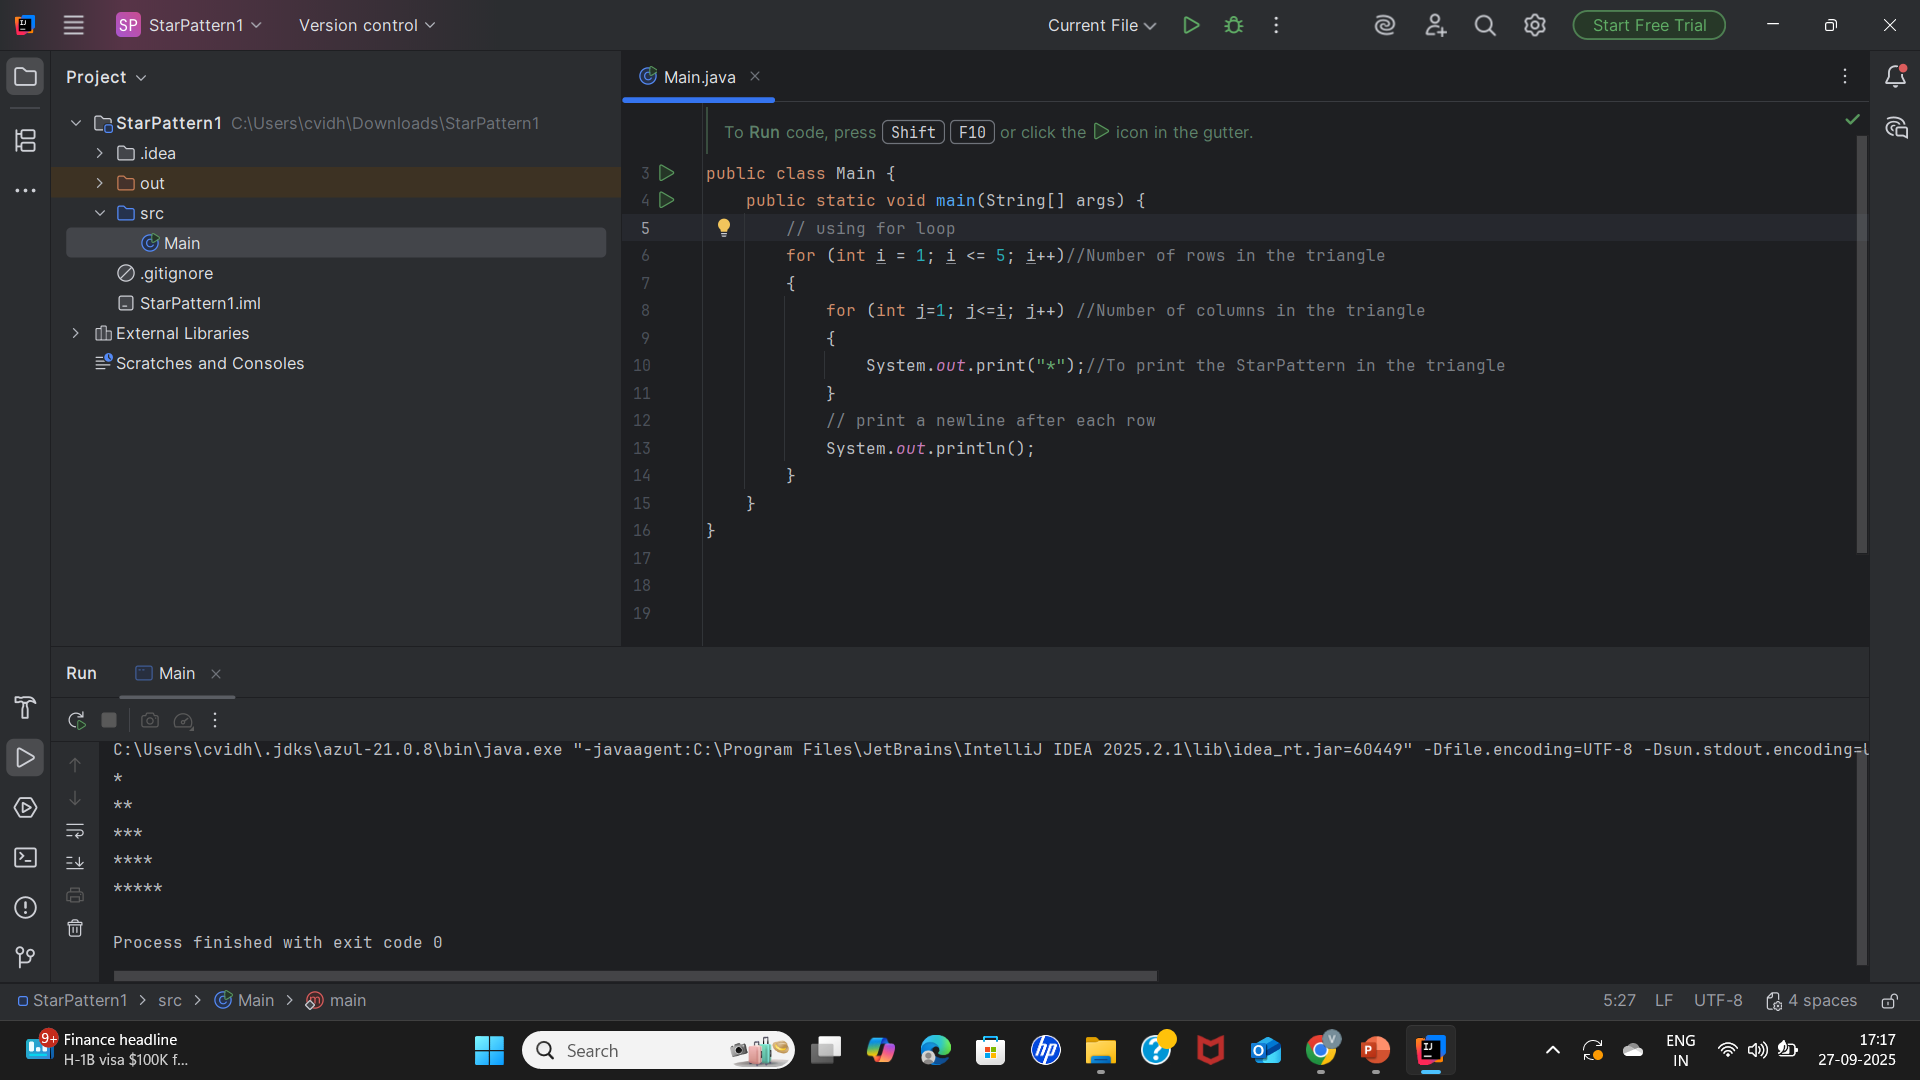 SP StarPattern1 Version control Current File Start Free Trial
Project
StarPattern1 C:\Users\cvidh\Downloads\StarPattern1
.idea
out
src
Main
.gitignore
StarPattern1.iml
External Libraries
Scratches and Consoles
Main.java
To Run code, press Shift F10 or click the icon in the gutter.
3 public class Main {
4 public static void main(String[] args) {
5 // using for loop
6 for (int i = 1; i <= 5; i++)//Number of rows in the triangle
7 {
8 for (int j=1; j<=i; j++) //Number of columns in the triangle
9 {
10 System.out.print("*");//To print the StarPattern in the triangle
11 }
12 // print a newline after each row
13 System.out.println();
14 }
15 }
16 }
17
18
19
Run Main
C:\Users\cvidh\.jdks\azul-21.0.8\bin\java.exe "-javaagent:C:\Program Files\JetBrains\IntelliJ IDEA 2025.2.1\lib\idea_rt.jar=60449" -Dfile.encoding=UTF-8 -Dsun.stdout.encoding=
*
**
***
****
*****
Process finished with exit code 0
StarPattern1 > src > Main > main 5:27 LF UTF-8 4 spaces
9+ Finance headline
H-1B visa $100K f...
Search
ENG
IN
17:17
27-09-2025